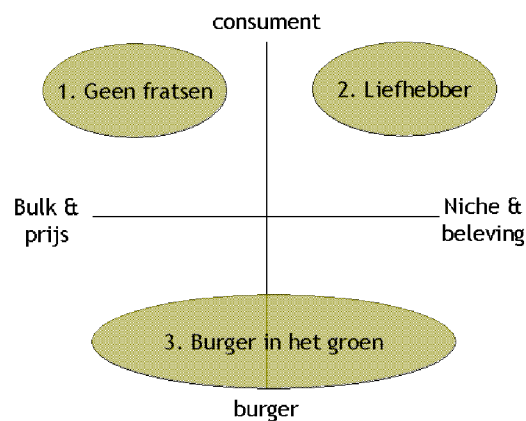 consument
1. Geen fratsen
2. Liefhebber
Bulk &
prijs
Niche &
beleving
3. Burger in het groen
burger